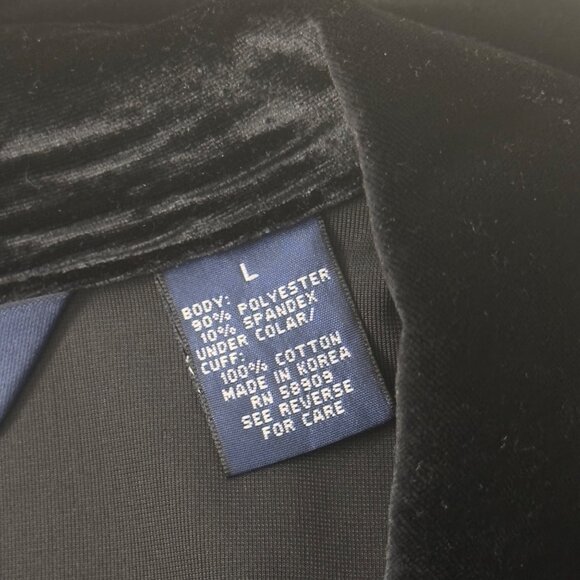 L
BODY:
90% POLYESTER
10% SPANDEX
UNDER COLAR/
CUFF:
100% COTTON
MADE IN KOREA
RN 58909
SEE REVERSE
FOR CARE